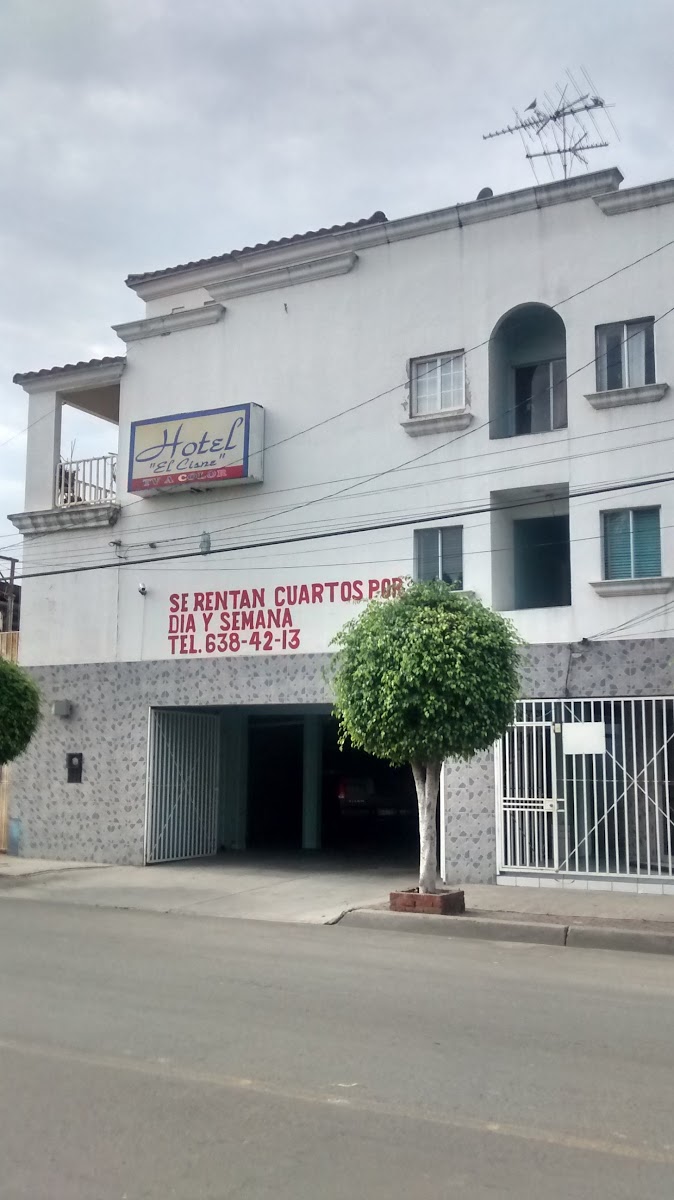 Hotel
"El Cisne"
TV A COLOR
SE RENTAN CUARTOS POR
DIA Y SEMANA
TEL. 638-42-13